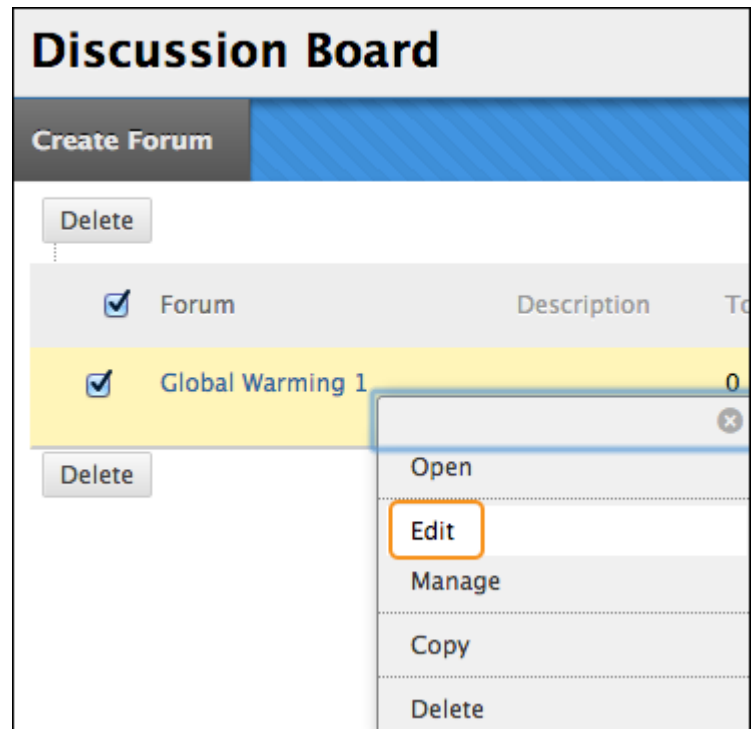 Discussion Board
Create Forum
Delete
Forum Description
Global Warming 1 0
Delete
Open
Edit
Manage
Copy
Delete